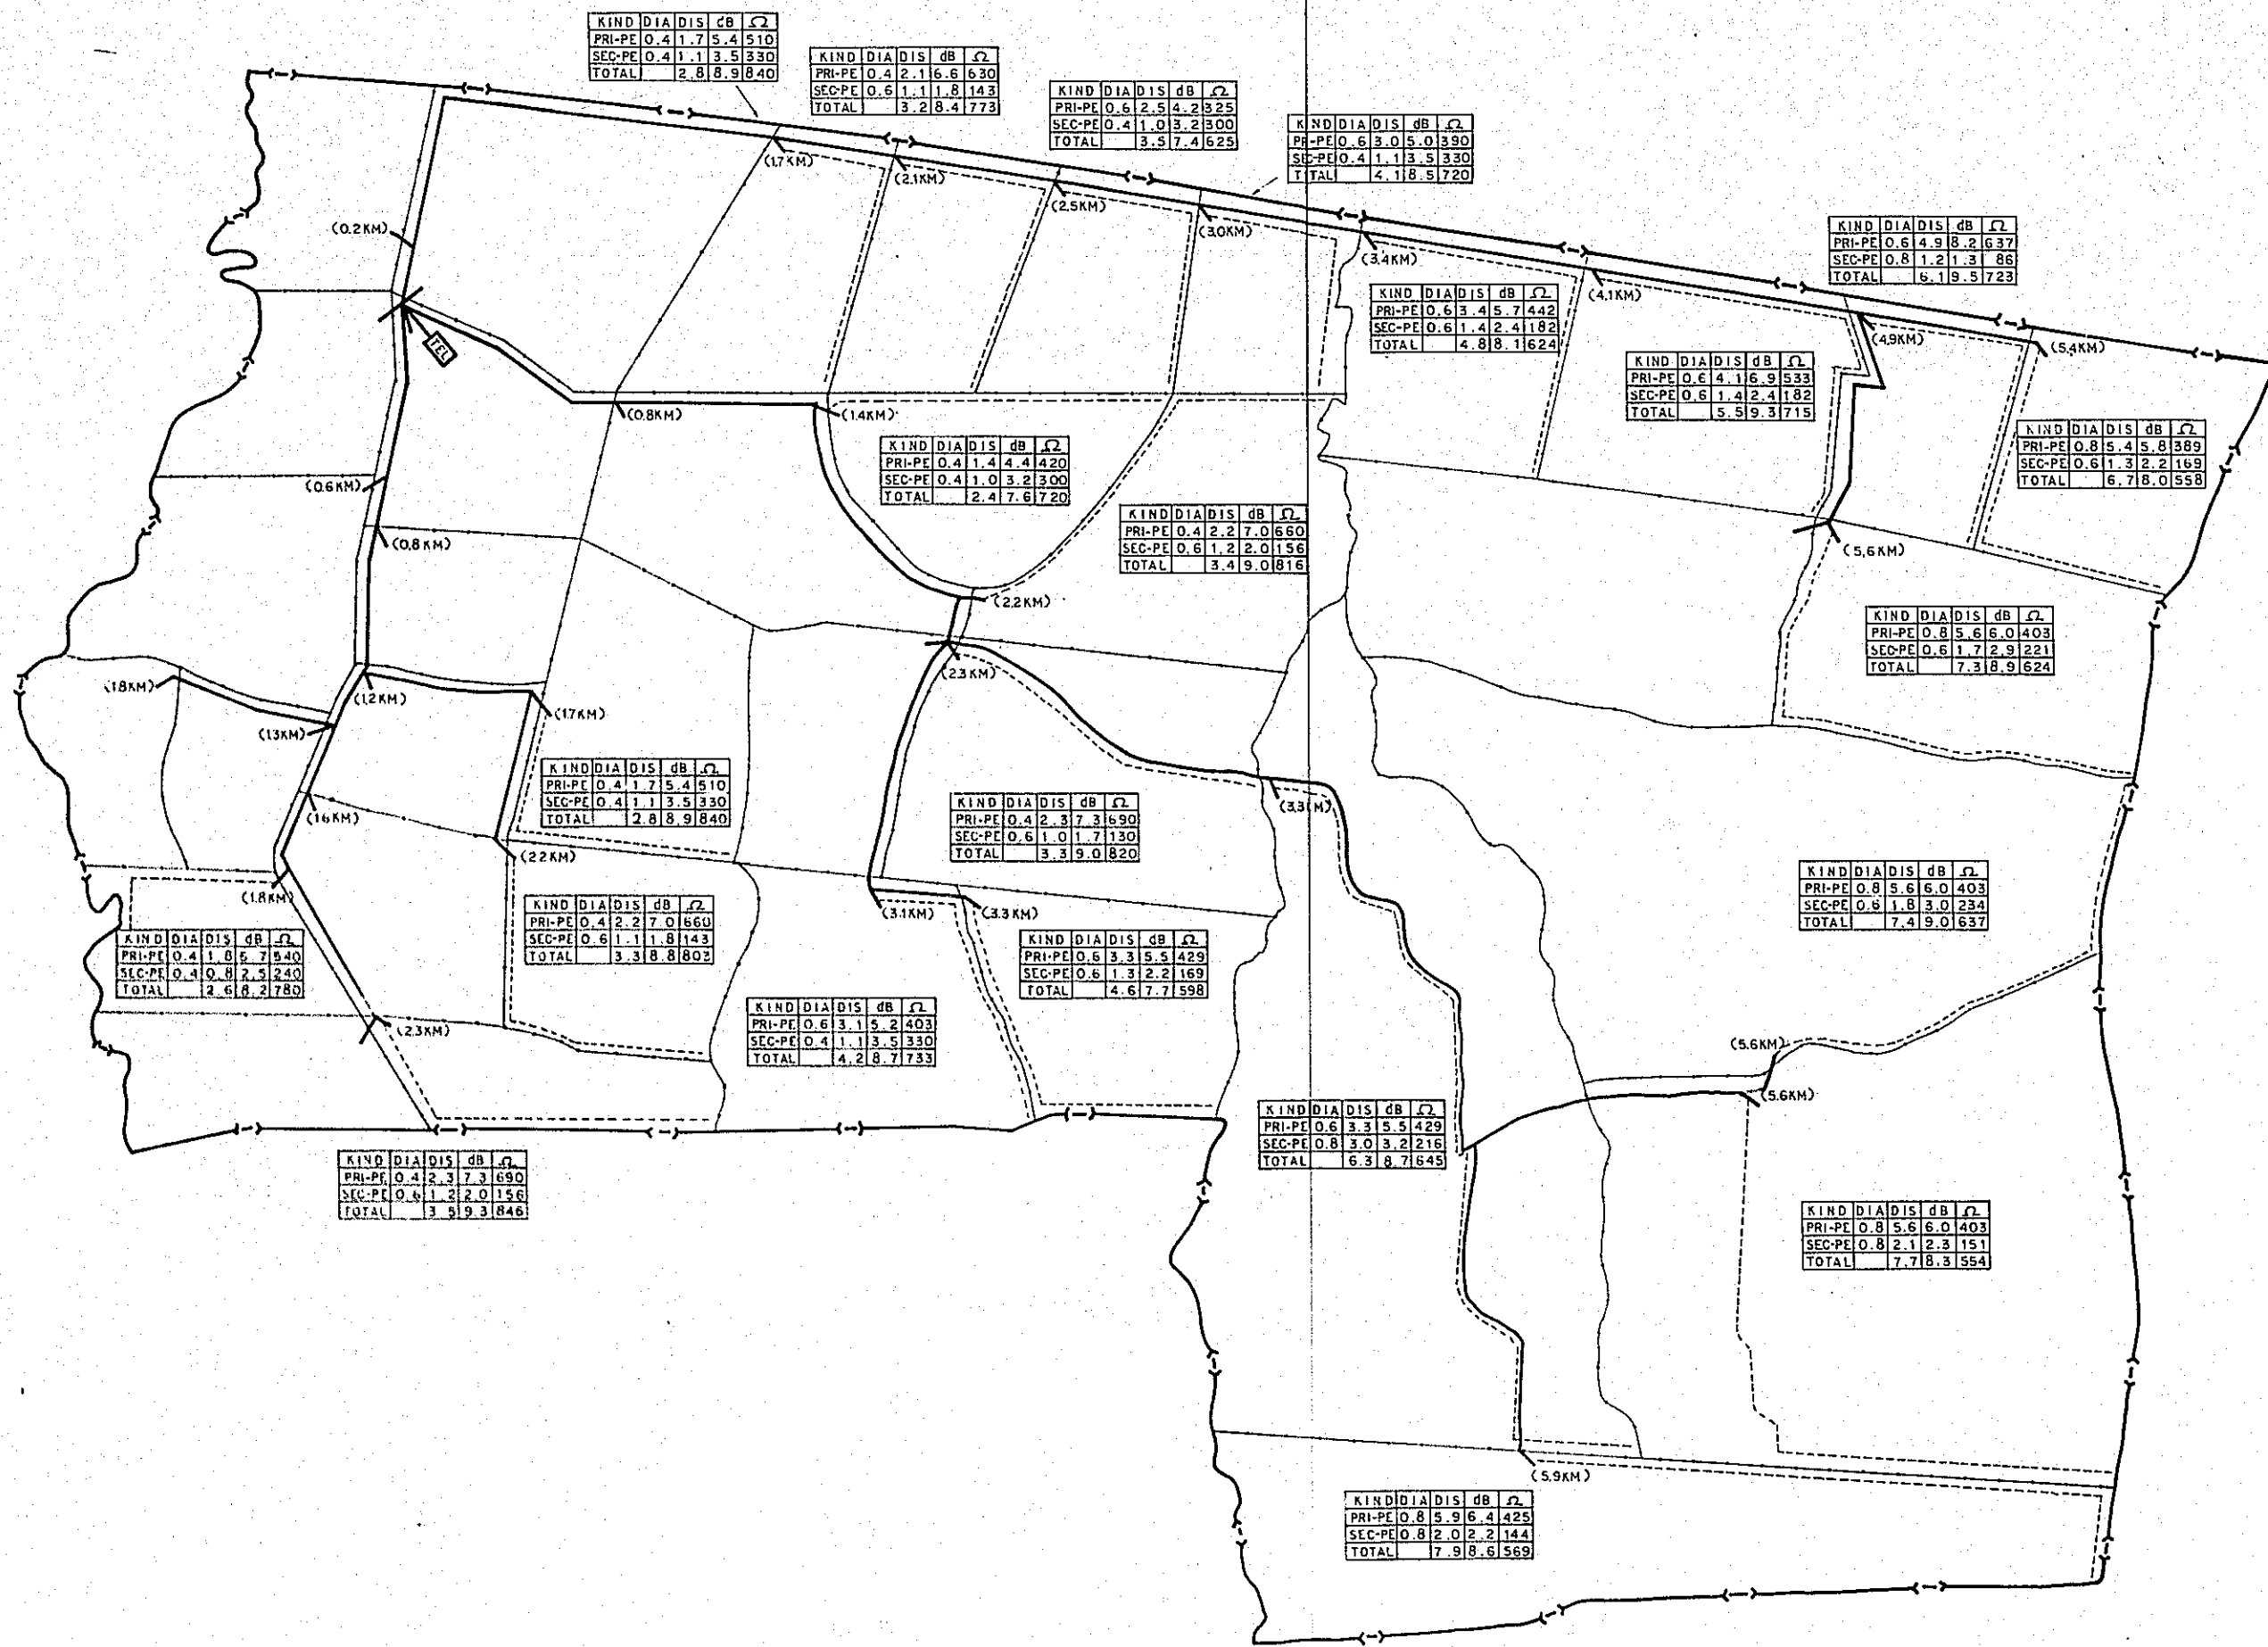 KIND DIA DIS dB Ω
PRI-PE 0.4 1.7 5.4 510
SEC-PE 0.4 1.1 3.5 330
TOTAL 2.8 8.9 840
KIND DIA DIS dB Ω
PRI-PE 0.4 2.1 6.6 630
SEC-PE 0.6 1.1 1.8 143
TOTAL 3.2 8.4 773
KIND DIA DIS dB Ω
PRI-PE 0.6 2.5 4.2 325
SEC-PE 0.4 1.0 3.2 300
TOTAL 3.5 7.4 625
KIND DIA DIS dB Ω
PRI-PE 0.6 3.0 5.0 390
SEC-PE 0.4 1.1 3.5 330
TOTAL 4.1 8.5 720
KIND DIA DIS dB Ω
PRI-PE 0.6 4.9 8.2 637
SEC-PE 0.8 1.2 1.3 86
TOTAL 6.1 9.5 723
(1.7KM)
(2.1KM)
(2.5KM)
(3.0KM)
(0.2KM)
(3.4KM)
(4.1KM)
(4.9KM)
(5.4KM)
TEL
KIND DIA DIS dB Ω
PRI-PE 0.6 3.4 5.7 442
SEC-PE 0.6 1.4 2.4 182
TOTAL 4.8 8.1 624
KIND DIA DIS dB Ω
PRI-PE 0.6 4.1 6.9 533
SEC-PE 0.6 1.4 2.4 182
TOTAL 5.5 9.3 715
KIND DIA DIS dB Ω
PRI-PE 0.8 5.4 5.8 389
SEC-PE 0.6 1.3 2.2 169
TOTAL 6.7 8.0 558
(0.8KM)
(1.4KM)
KIND DIA DIS dB Ω
PRI-PE 0.4 1.4 4.4 420
SEC-PE 0.4 1.0 3.2 300
TOTAL 2.4 7.6 720
(0.6KM)
(0.8KM)
KIND DIA DIS dB Ω
PRI-PE 0.4 2.2 7.0 660
SEC-PE 0.6 1.2 2.0 156
TOTAL 3.4 9.0 816
(5.6KM)
(2.2KM)
KIND DIA DIS dB Ω
PRI-PE 0.8 5.6 6.0 403
SEC-PE 0.6 1.7 2.9 221
TOTAL 7.3 8.9 624
(1.8KM)
(1.2KM)
(2.3KM)
(1.7KM)
(1.3KM)
(1.6KM)
KIND DIA DIS dB Ω
PRI-PE 0.4 1.7 5.4 510
SEC-PE 0.4 1.1 3.5 330
TOTAL 2.8 8.9 840
KIND DIA DIS dB Ω
PRI-PE 0.4 2.3 7.3 690
SEC-PE 0.6 1.0 1.7 130
TOTAL 3.3 9.0 820
(2.2KM)
(1.8KM)
(3.1KM)
(3.3KM)
KIND DIA DIS dB Ω
PRI-PE 0.8 5.6 6.0 403
SEC-PE 0.6 1.8 3.0 234
TOTAL 7.4 9.0 637
KIND DIA DIS dB Ω
PRI-PE 0.4 2.2 7.0 660
SEC-PE 0.6 1.1 1.8 143
TOTAL 3.3 8.8 803
KIND DIA DIS dB Ω
PRI-PE 0.4 1.8 5.7 540
SEC-PE 0.4 0.8 2.5 240
TOTAL 2.6 8.2 780
KIND DIA DIS dB Ω
PRI-PE 0.6 3.3 5.5 429
SEC-PE 0.6 1.3 2.2 169
TOTAL 4.6 7.7 598
KIND DIA DIS dB Ω
PRI-PE 0.6 3.1 5.2 403
SEC-PE 0.4 1.1 3.5 330
TOTAL 4.2 8.7 733
(2.3KM)
(5.6KM)
(5.6KM)
KIND DIA DIS dB Ω
PRI-PE 0.6 3.3 5.5 429
SEC-PE 0.8 3.0 3.2 216
TOTAL 6.3 8.7 645
KIND DIA DIS dB Ω
PRI-PE 0.4 2.3 7.3 690
SEC-PE 0.6 1.2 2.0 156
TOTAL 3.5 9.3 846
KIND DIA DIS dB Ω
PRI-PE 0.8 5.6 6.0 403
SEC-PE 0.8 2.1 2.3 151
TOTAL 7.7 8.3 554
(5.9KM)
KIND DIA DIS dB Ω
PRI-PE 0.8 5.9 6.4 425
SEC-PE 0.8 2.0 2.2 144
TOTAL 7.9 8.6 569